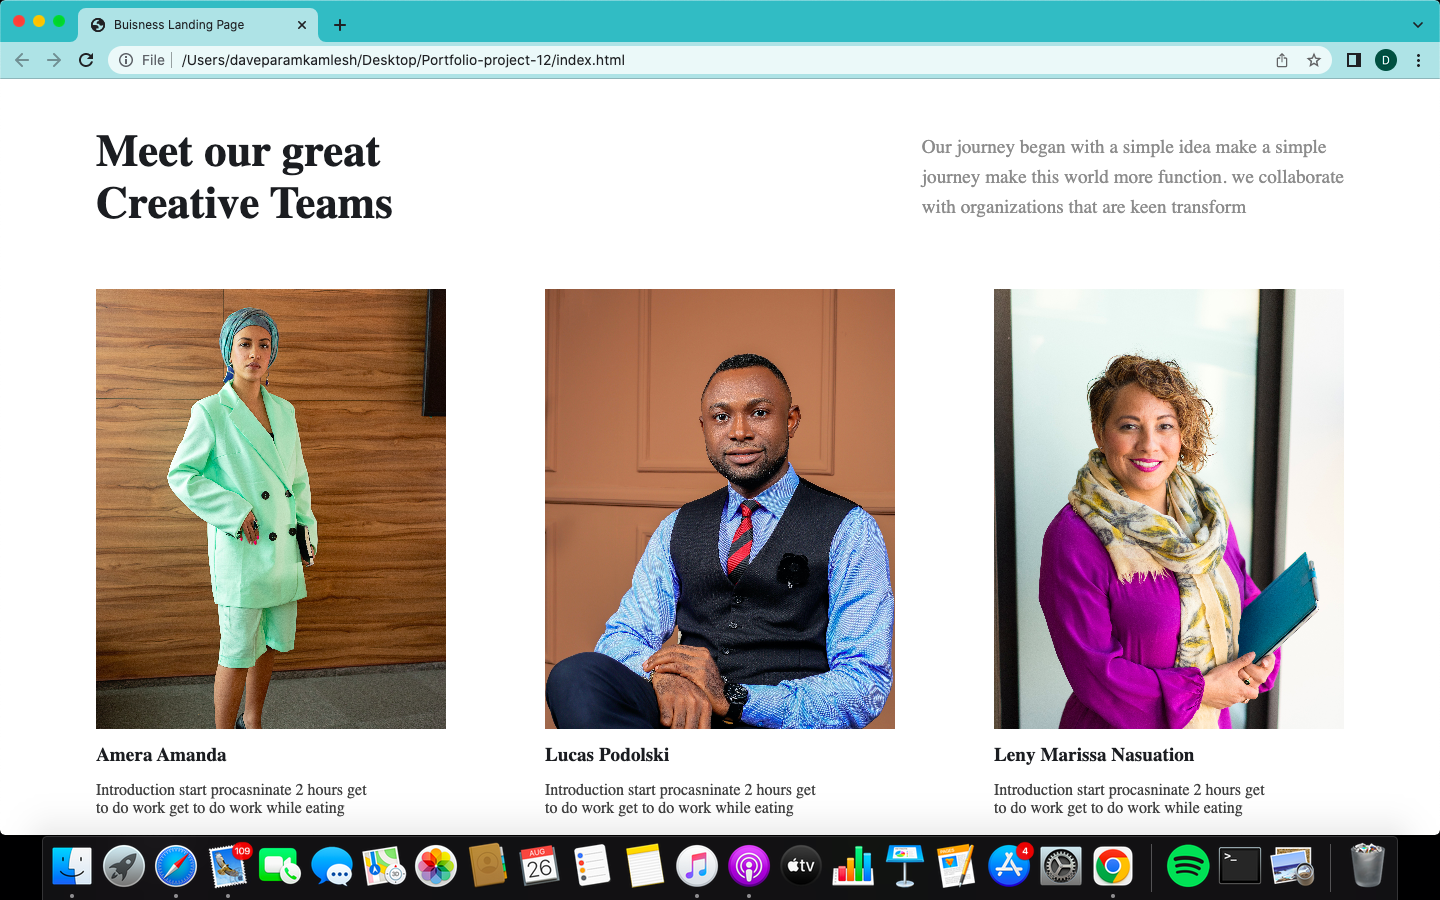 Buisness Landing Page
File
/Users/daveparamkamlesh/Desktop/Portfolio-project-12/index.html
D
Meet our great
Creative Teams
Our journey began with a simple idea make a simple
journey make this world more function. we collaborate
with organizations that are keen transform
Amera Amanda
Introduction start procasninate 2 hours get
to do work get to do work while eating
Lucas Podolski
Introduction start procasninate 2 hours get
to do work get to do work while eating
Leny Marissa Nasuation
Introduction start procasninate 2 hours get
to do work get to do work while eating
109
AUG
26
tv
4
>_